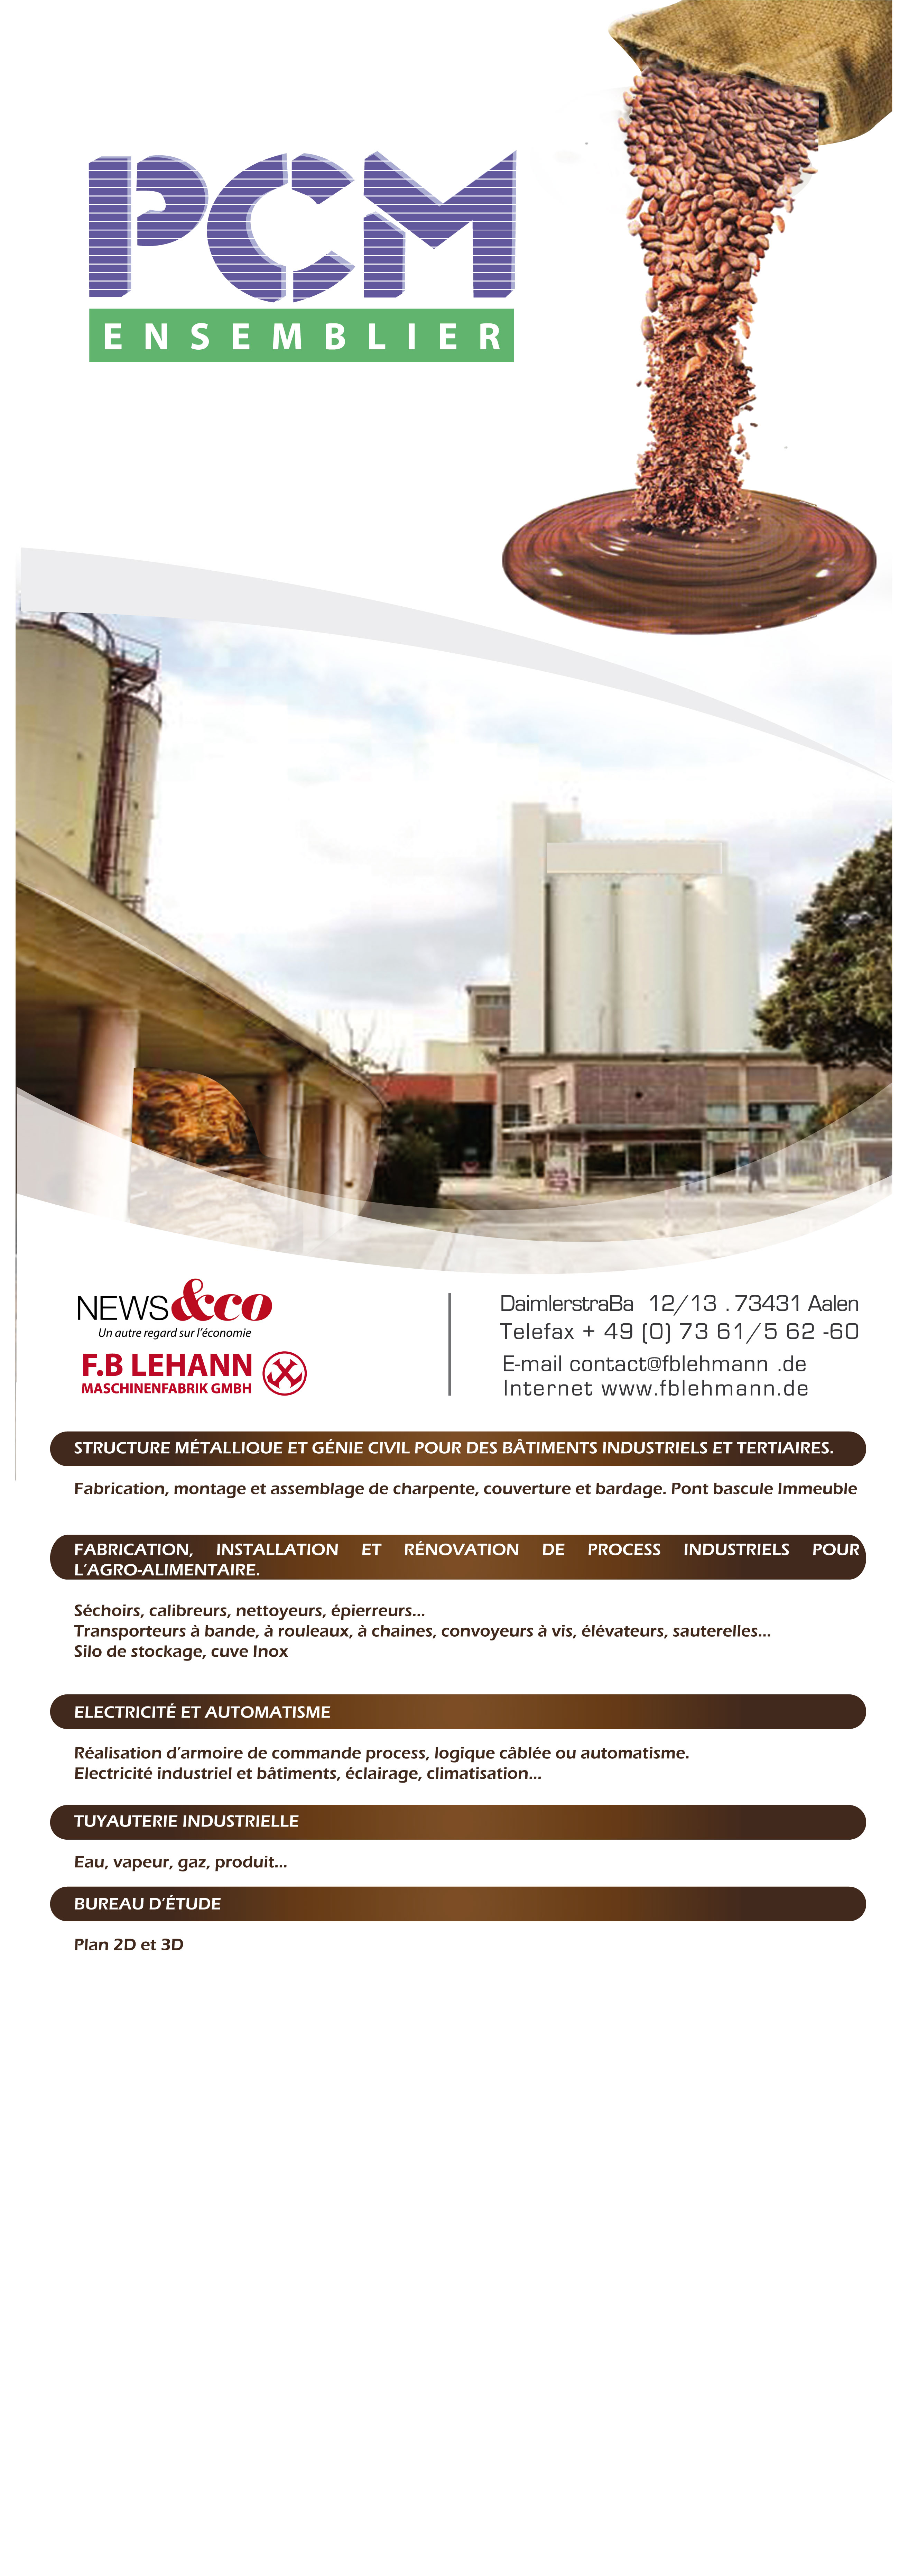 PCM
ENSEMBLIER
NEWS&co
Un autre regard sur l'économie
F.B LEHANN
MASCHINENFABRIK GMBH
DaimlerstraBa 12/13 . 73431 Aalen
Telefax + 49 (0) 73 61/5 62 -60
E-mail contact@fblehmann .de
Internet www.fblehmann.de
STRUCTURE MÉTALLIQUE ET GÉNIE CIVIL POUR DES BÂTIMENTS INDUSTRIELS ET TERTIAIRES.
Fabrication, montage et assemblage de charpente, couverture et bardage. Pont bascule Immeuble
FABRICATION, INSTALLATION ET RÉNOVATION DE PROCESS INDUSTRIELS POUR
L'AGRO-ALIMENTAIRE.
Séchoirs, calibreurs, nettoyeurs, épierreurs...
Transporteurs à bande, à rouleaux, à chaines, convoyeurs à vis, élévateurs, sauterelles...
Silo de stockage, cuve Inox
ELECTRICITÉ ET AUTOMATISME
Réalisation d'armoire de commande process, logique câblée ou automatisme.
Electricité industriel et bâtiments, éclairage, climatisation...
TUYAUTERIE INDUSTRIELLE
Eau, vapeur, gaz, produit...
BUREAU D'ÉTUDE
Plan 2D et 3D